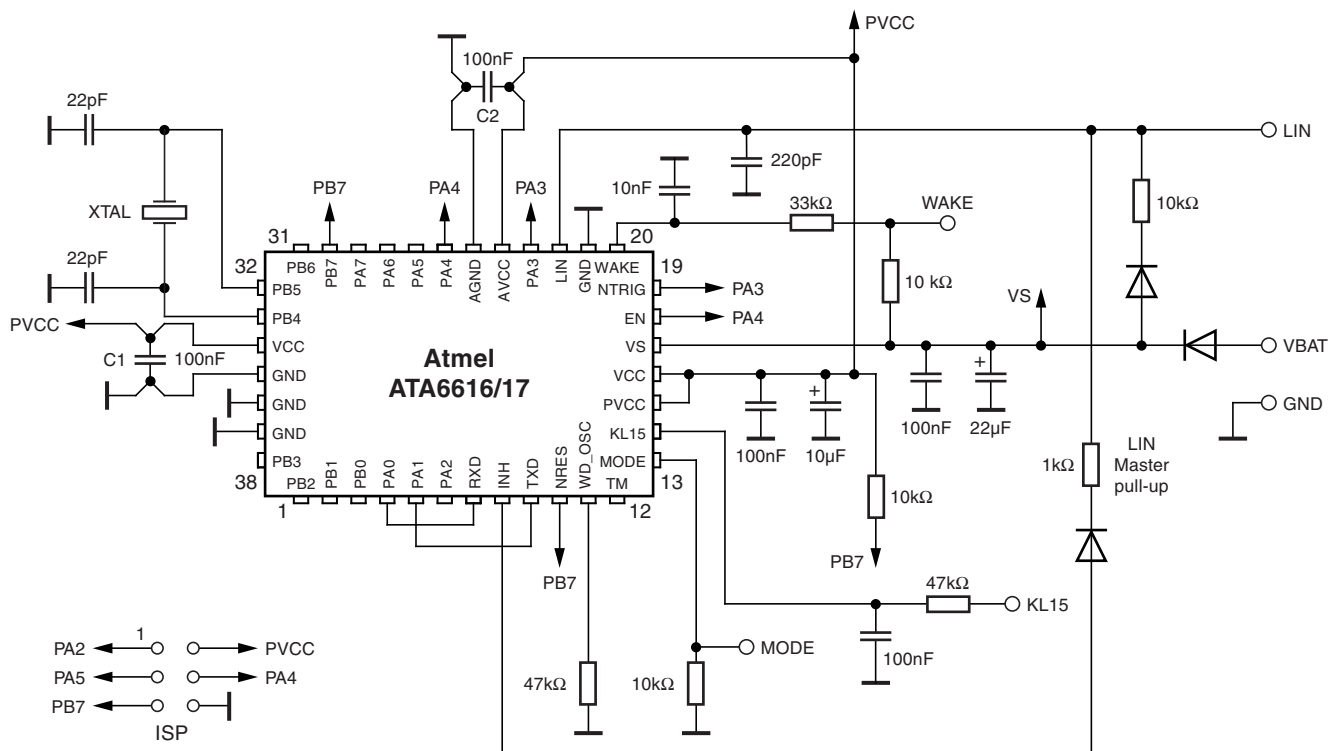 PVCC
100nF
C2
22pF
LIN
220pF
10nF
PB7
PA4
PA3
XTAL
33kΩ
WAKE
10kΩ
31
20
PB6
PB7
PA7
PA6
PA5
PA4
AGND
AVCC
PA3
LIN
GND
WAKE
32
19
22pF
PB5
NTRIG
PA3
10 kΩ
PB4
EN
PA4
VS
PVCC
C1
100nF
VCC
VS
VBAT
Atmel
ATA6616/17
GND
VCC
GND
PVCC
GND
+
+
100nF
22µF
GND
KL15
100nF
10µF
PB3
MODE
38
13
PB2
PB1
PB0
PA0
PA1
PA2
RXD
INH
TXD
NRES
WD_OSC
TM
1
12
1kΩ
LIN
Master
pull-up
10kΩ
PB7
PB7
47kΩ
KL15
1
PA2
PVCC
MODE
100nF
PA5
PA4
47kΩ
10kΩ
PB7
ISP